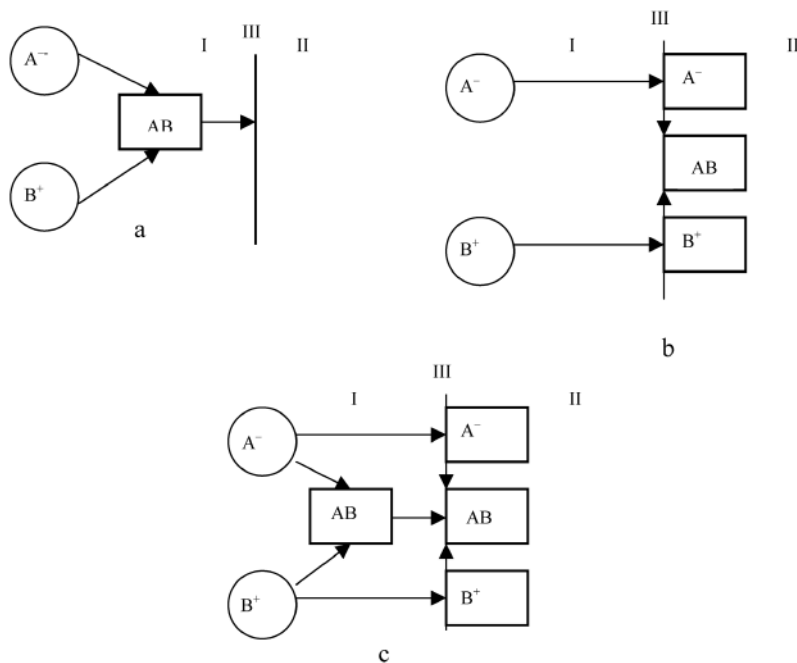 I III II
A⁻
AB
B⁺
a
III
I II
A⁻ A⁻
AB
B⁺ B⁺
b
III
I II
A⁻ A⁻
AB AB
B⁺ B⁺
c